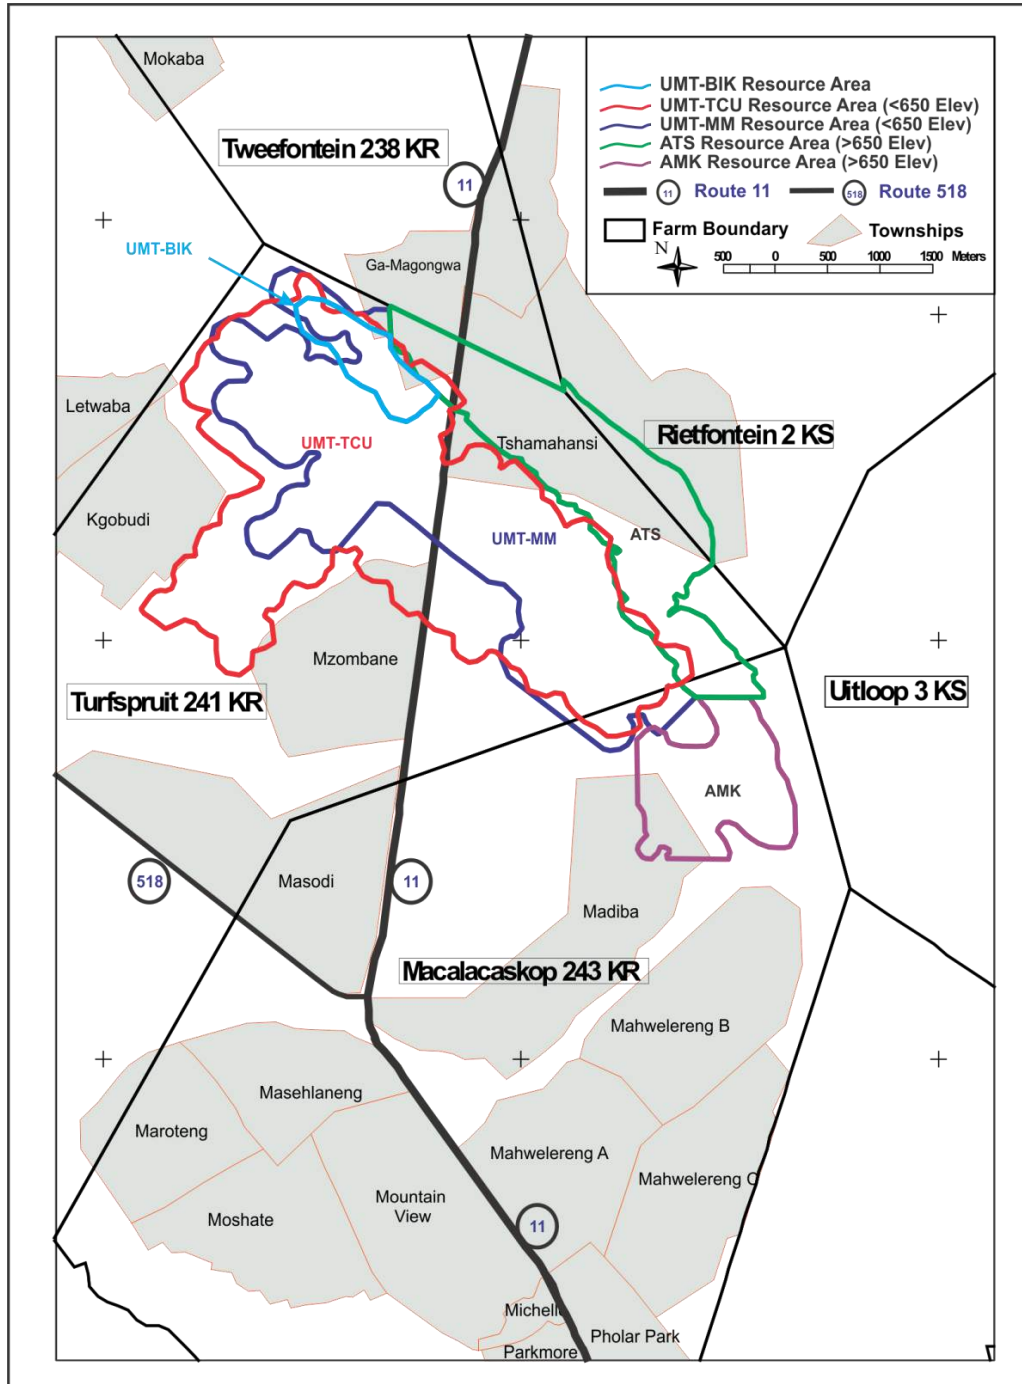 Mokaba
UMT-BIK Resource Area
UMT-TCU Resource Area (<650 Elev)
UMT-MM Resource Area (<650 Elev)
ATS Resource Area (>650 Elev)
AMK Resource Area (>650 Elev)
11 Route 11 518 Route 518
Farm Boundary Townships
N
500 0 500 1000 1500 Meters
Tweefontein 238 KR
11
UMT-BIK
Ga-Magongwa
Letwaba
UMT-TCU
Tshamahansi
Rietfontein 2 KS
Kgobudi
UMT-MM
ATS
Mzombane
Turfspruit 241 KR
Uitloop 3 KS
AMK
518
Masodi
11
Madiba
Macalacaskop 243 KR
Mahwelereng B
Masehlaneng
Maroteng
Mahwelereng A
Mahwelereng C
Mountain
View
Moshate
11
Michelle
Pholar Park
Parkmore